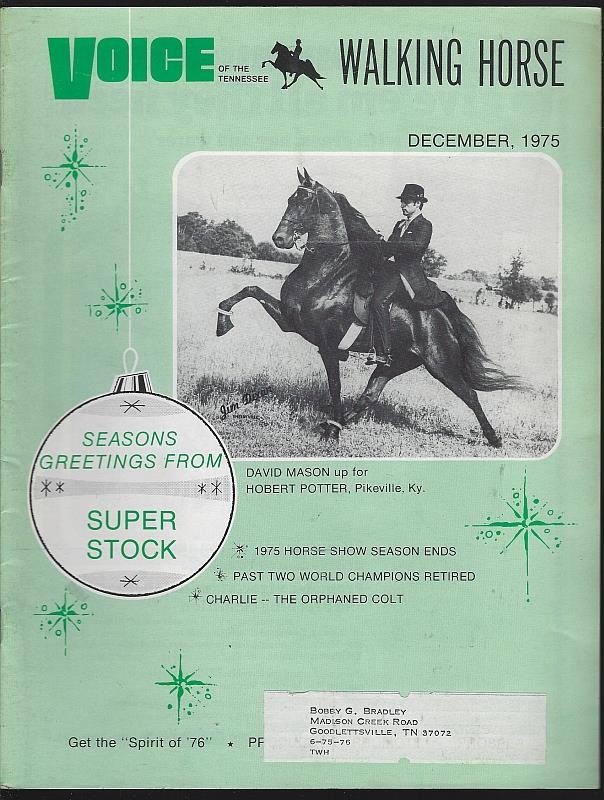 VOICE OF THE TENNESSEE WALKING HORSE
DECEMBER, 1975
Jim
SEASONS
GREETINGS FROM
SUPER
STOCK
DAVID MASON up for
HOBERT POTTER, Pikeville, Ky.
1975 HORSE SHOW SEASON ENDS
PAST TWO WORLD CHAMPIONS RETIRED
CHARLIE -- THE ORPHANED COLT
BOBBY G. BRADLEY
MADISON CREEK ROAD
GOODLETTSVILLE, TN 37072
6-75-76
TWH
Get the "Spirit of '76" ★